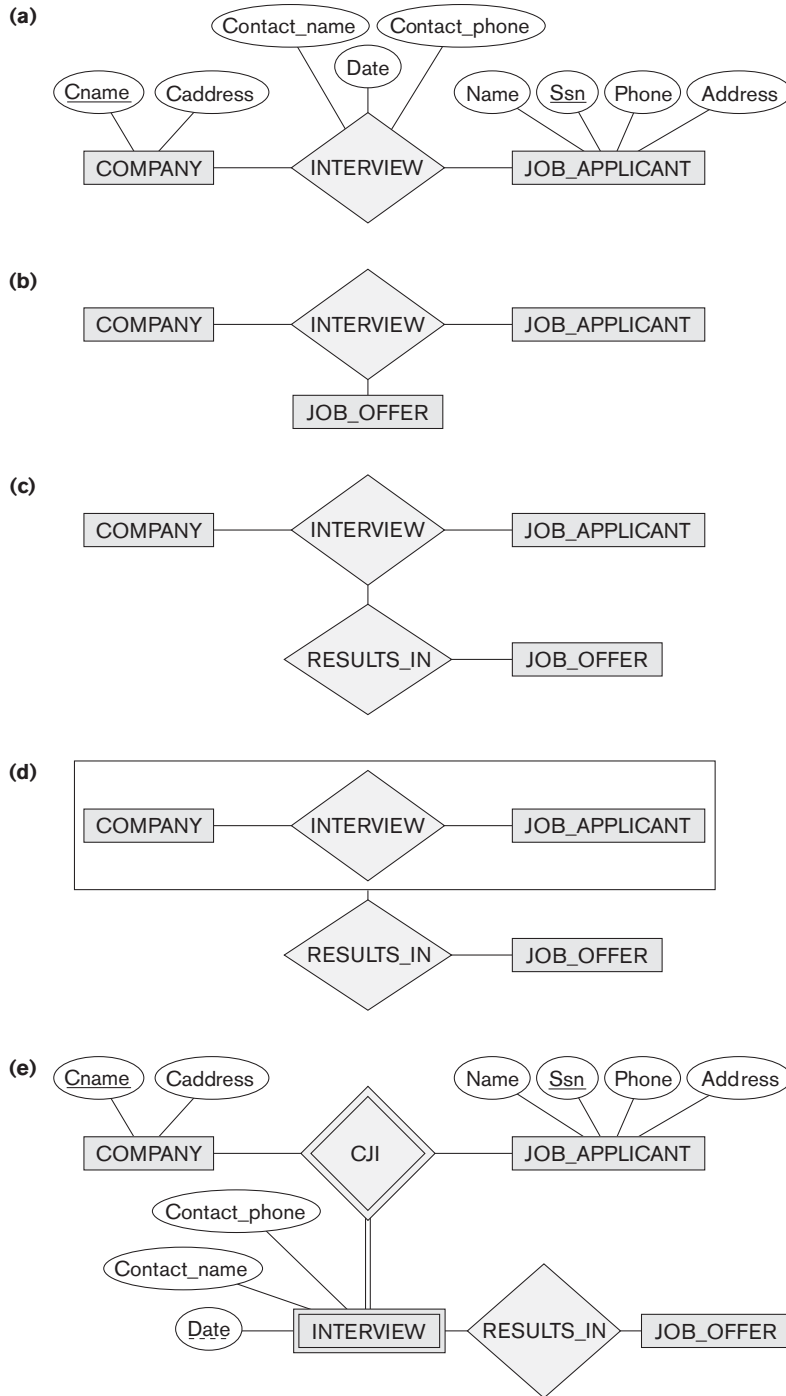 (a)
Contact_name Contact_phone
Date
Cname Caddress Name Ssn Phone Address
COMPANY INTERVIEW JOB_APPLICANT
(b)
COMPANY INTERVIEW JOB_APPLICANT
JOB_OFFER
(c)
COMPANY INTERVIEW JOB_APPLICANT
RESULTS_IN JOB_OFFER
(d)
COMPANY INTERVIEW JOB_APPLICANT
RESULTS_IN JOB_OFFER
(e)
Cname Caddress Name Ssn Phone Address
COMPANY CJI JOB_APPLICANT
Contact_phone
Contact_name
Date INTERVIEW RESULTS_IN JOB_OFFER